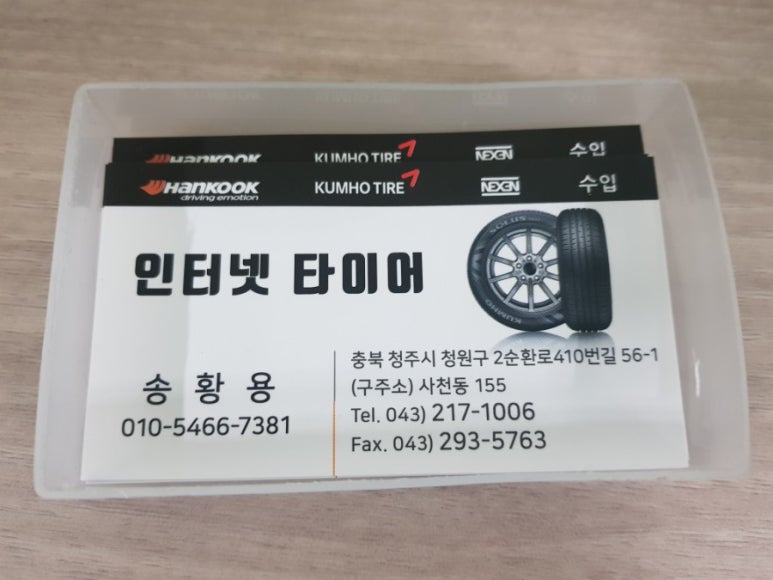 HANKOOK KUMHO TIRE NEXEN 수입
HANKOOK KUMHO TIRE NEXEN 수입
driving emotion
인터넷 타이어
SOLUS
KUMHO
송 황 용
010-5466-7381
충북 청주시 청원구 2순환로410번길 56-1
(구주소) 사천동 155
Tel. 043) 217-1006
Fax. 043) 293-5763